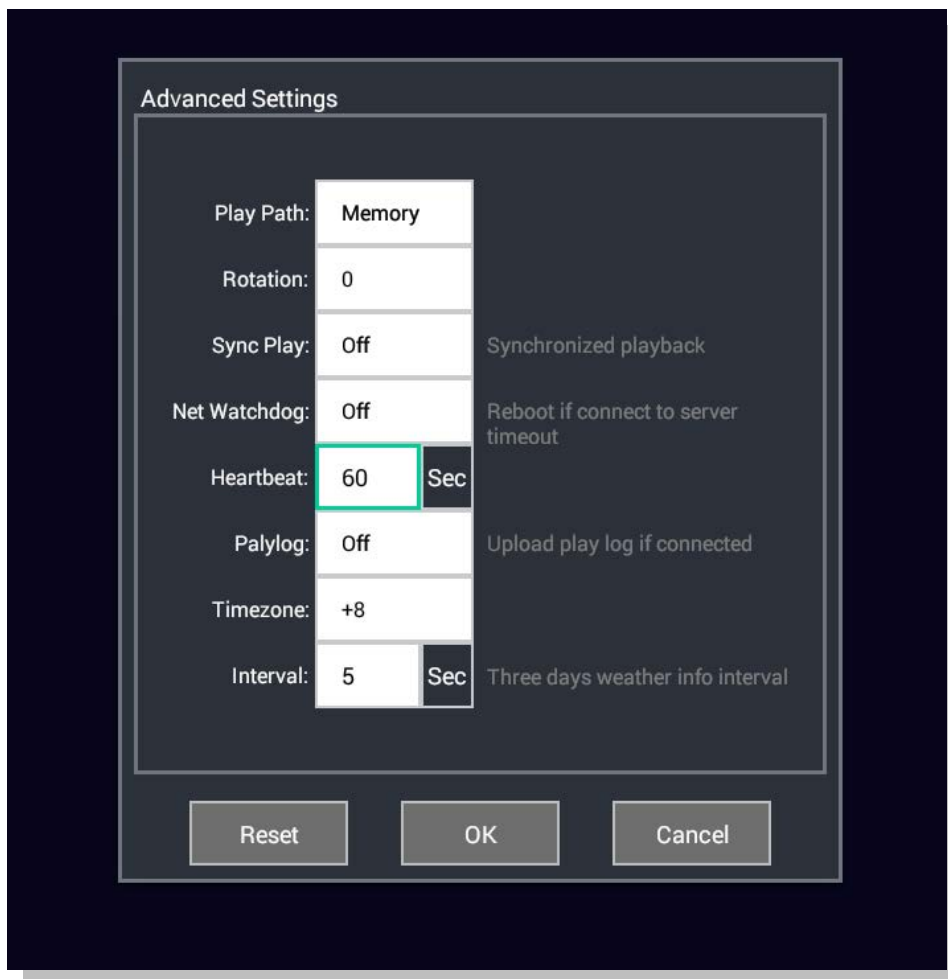 Advanced Settings
Play Path: Memory
Rotation: 0
Sync Play: Off Synchronized playback
Net Watchdog: Off Reboot if connect to server
timeout
Heartbeat: 60 Sec
Palylog: Off Upload play log if connected
Timezone: +8
Interval: 5 Sec Three days weather info interval
Reset OK Cancel